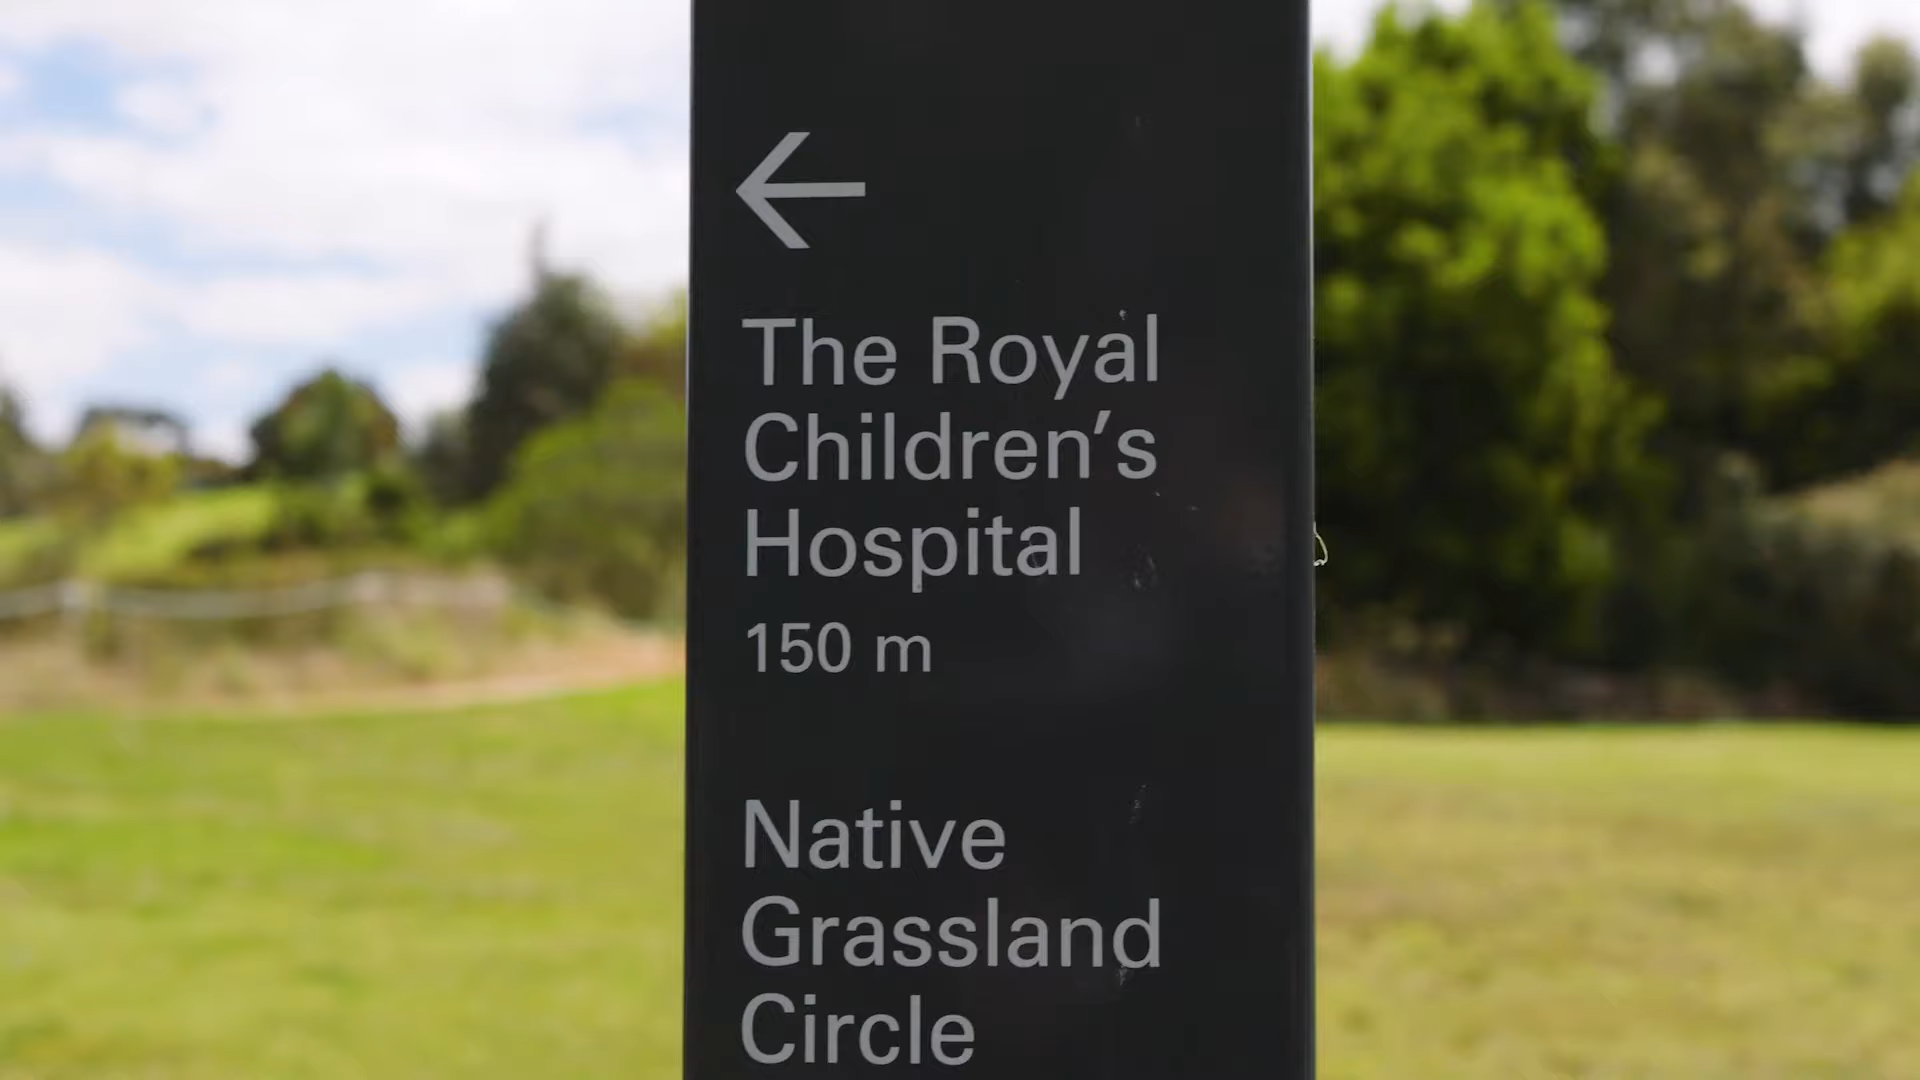 The Royal
Children’s
Hospital
150 m
Native
Grassland
Circle